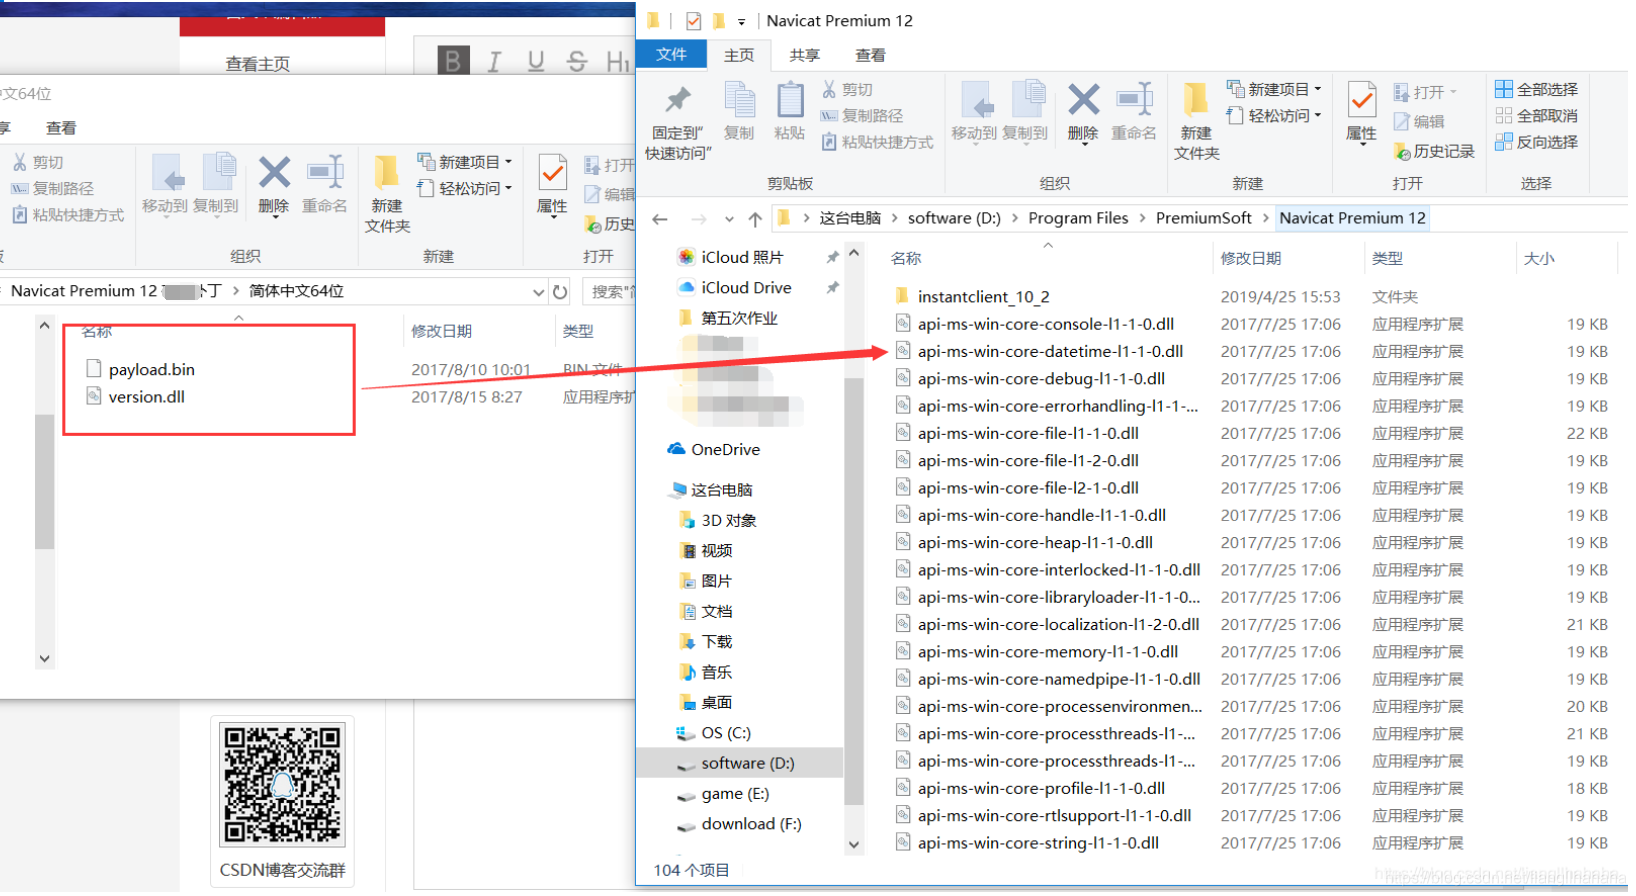 查看主页
B I U S H1
中文64位
享 查看
剪切
复制路径
粘贴快捷方式
移动到 复制到 删除 重命名
新建
文件夹
新建项目
轻松访问
属性
打开
编辑
历史
组织 新建 打开
Navicat Premium 12 补丁 > 简体中文64位
搜索"简
名称 修改日期 类型
payload.bin 2017/8/10 10:01 BIN 文件
version.dll 2017/8/15 8:27 应用程序扩
CSDN博客交流群
Navicat Premium 12
文件 主页 共享 查看
固定到"
快速访问"
复制 粘贴
剪切
复制路径
粘贴快捷方式
移动到 复制到 删除 重命名
新建
文件夹
新建项目
轻松访问
属性
打开
编辑
历史记录
全部选择
全部取消
反向选择
剪贴板 组织 新建 打开 选择
这台电脑 > software (D:) > Program Files > PremiumSoft > Navicat Premium 12
iCloud 照片
iCloud Drive
第五次作业
OneDrive
这台电脑
3D 对象
视频
图片
文档
下载
音乐
桌面
OS (C:)
software (D:)
game (E:)
download (F:)
名称 修改日期 类型 大小
instantclient_10_2 2019/4/25 15:53 文件夹
api-ms-win-core-console-l1-1-0.dll 2017/7/25 17:06 应用程序扩展 19 KB
api-ms-win-core-datetime-l1-1-0.dll 2017/7/25 17:06 应用程序扩展 19 KB
api-ms-win-core-debug-l1-1-0.dll 2017/7/25 17:06 应用程序扩展 19 KB
api-ms-win-core-errorhandling-l1-1-... 2017/7/25 17:06 应用程序扩展 19 KB
api-ms-win-core-file-l1-1-0.dll 2017/7/25 17:06 应用程序扩展 22 KB
api-ms-win-core-file-l1-2-0.dll 2017/7/25 17:06 应用程序扩展 19 KB
api-ms-win-core-file-l2-1-0.dll 2017/7/25 17:06 应用程序扩展 19 KB
api-ms-win-core-handle-l1-1-0.dll 2017/7/25 17:06 应用程序扩展 19 KB
api-ms-win-core-heap-l1-1-0.dll 2017/7/25 17:06 应用程序扩展 19 KB
api-ms-win-core-interlocked-l1-1-0.dll 2017/7/25 17:06 应用程序扩展 19 KB
api-ms-win-core-libraryloader-l1-1-0... 2017/7/25 17:06 应用程序扩展 19 KB
api-ms-win-core-localization-l1-2-0.dll 2017/7/25 17:06 应用程序扩展 21 KB
api-ms-win-core-memory-l1-1-0.dll 2017/7/25 17:06 应用程序扩展 19 KB
api-ms-win-core-namedpipe-l1-1-0.dll 2017/7/25 17:06 应用程序扩展 19 KB
api-ms-win-core-processenvironmen... 2017/7/25 17:06 应用程序扩展 20 KB
api-ms-win-core-processthreads-l1-... 2017/7/25 17:06 应用程序扩展 21 KB
api-ms-win-core-processthreads-l1-... 2017/7/25 17:06 应用程序扩展 19 KB
api-ms-win-core-profile-l1-1-0.dll 2017/7/25 17:06 应用程序扩展 18 KB
api-ms-win-core-rtlsupport-l1-1-0.dll 2017/7/25 17:06 应用程序扩展 19 KB
api-ms-win-core-string-l1-1-0.dll 2017/7/25 17:06 应用程序扩展 19 KB
104 个项目